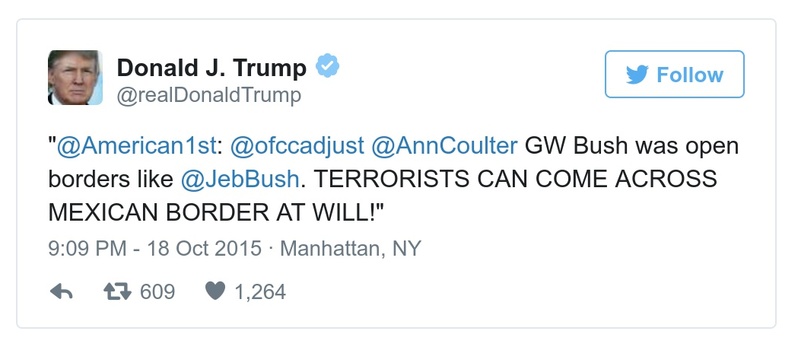 Donald J. Trump
Follow
@realDonaldTrump
"@American1st: @ofccadjust @AnnCoulter GW Bush was open
borders like @JebBush. TERRORISTS CAN COME ACROSS
MEXICAN BORDER AT WILL!"
9:09 PM - 18 Oct 2015 · Manhattan, NY
609 1,264